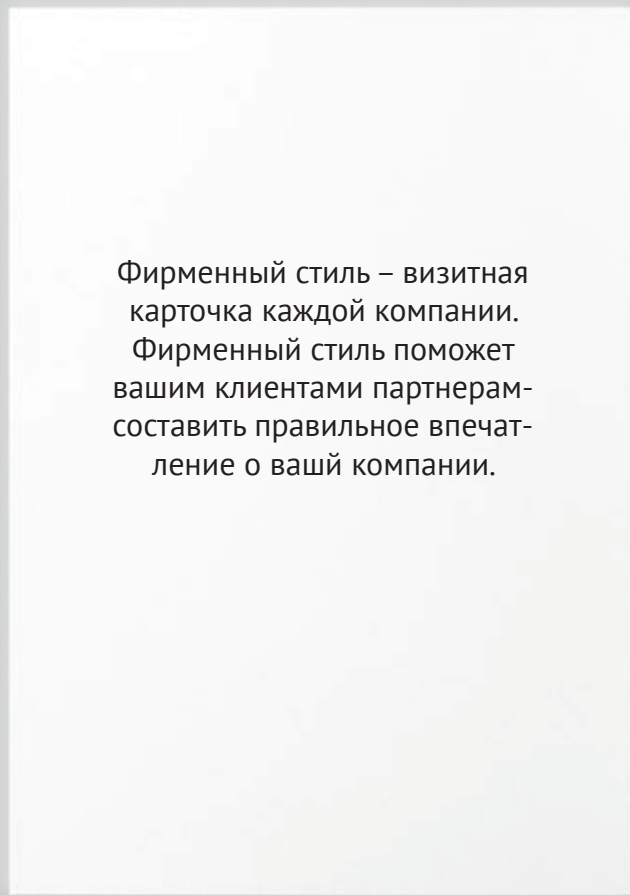 Фирменный стиль – визитная
карточка каждой компании.
Фирменный стиль поможет
вашим клиентами партнерам-
составить правильное впечат-
ление о вашй компании.